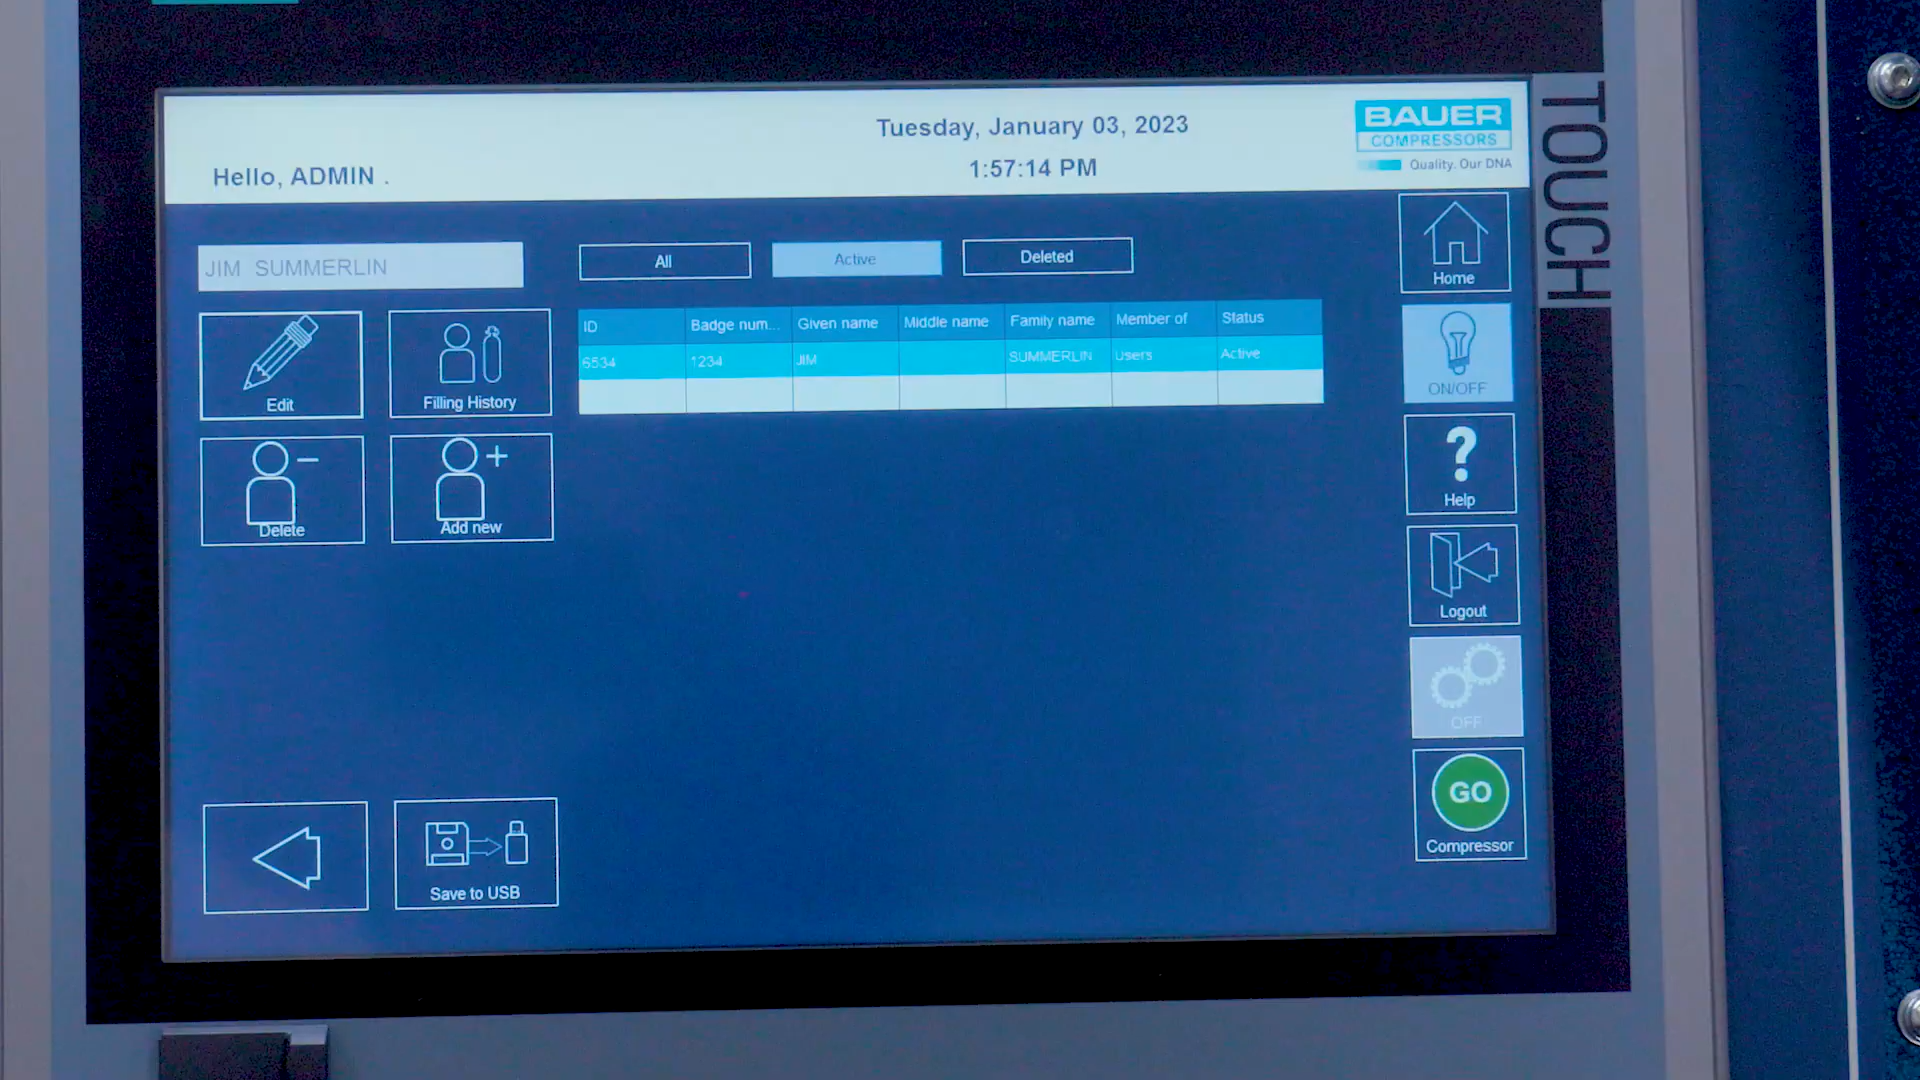 Tuesday, January 03, 2023
1:57:14 PM
Hello, ADMIN .
BAUER
COMPRESSORS
Quality. Our DNA
TOUCH
JIM SUMMERLIN
All
Active
Deleted
Home
ID Badge num... Given name Middle name Family name Member of Status
6534 1234 JIM SUMMERLIN Users Active
Edit
Filling History
ON/OFF
Delete
Add new
Help
Logout
OFF
GO
Compressor
Save to USB